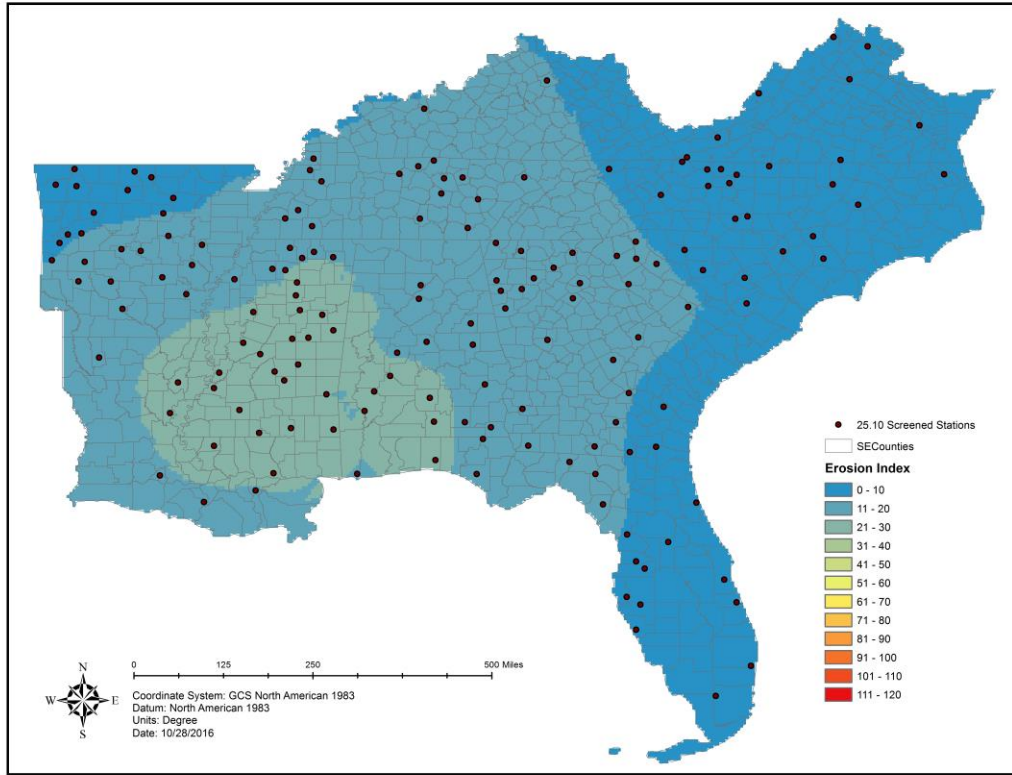 25.10 Screened Stations
SECounties
Erosion Index
0 - 10
11 - 20
21 - 30
31 - 40
41 - 50
51 - 60
61 - 70
71 - 80
81 - 90
91 - 100
101 - 110
111 - 120
0 125 250 500 Miles
N
W E
S
Coordinate System: GCS North American 1983
Datum: North American 1983
Units: Degree
Date: 10/28/2016